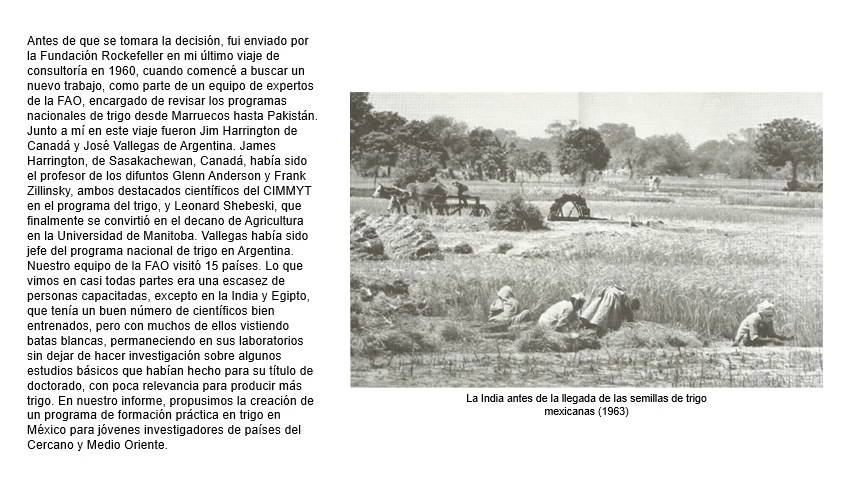 Antes de que se tomara la decisión, fui enviado por
la Fundación Rockefeller en mi último viaje de
consultoría en 1960, cuando comencé a buscar un
nuevo trabajo, como parte de un equipo de expertos
de la FAO, encargado de revisar los programas
nacionales de trigo desde Marruecos hasta Pakistán.
Junto a mí en este viaje fueron Jim Harrington de
Canadá y José Vallegas de Argentina. James
Harrington, de Sasakachewan, Canadá, había sido
el profesor de los difuntos Glenn Anderson y Frank
Zillinsky, ambos destacados científicos del CIMMYT
en el programa del trigo, y Leonard Shebeski, que
finalmente se convirtió en el decano de Agricultura
en la Universidad de Manitoba. Vallegas había sido
jefe del programa nacional de trigo en Argentina.
Nuestro equipo de la FAO visitó 15 países. Lo que
vimos en casi todas partes era una escasez de
personas capacitadas, excepto en la India y Egipto,
que tenía un buen número de científicos bien
entrenados, pero con muchos de ellos vistiendo
batas blancas, permaneciendo en sus laboratorios
sin dejar de hacer investigación sobre algunos
estudios básicos que habían hecho para su título de
doctorado, con poca relevancia para producir más
trigo. En nuestro informe, propusimos la creación de
un programa de formación práctica en trigo en
México para jóvenes investigadores de países del
Cercano y Medio Oriente.
La India antes de la llegada de las semillas de trigo
mexicanas (1963)